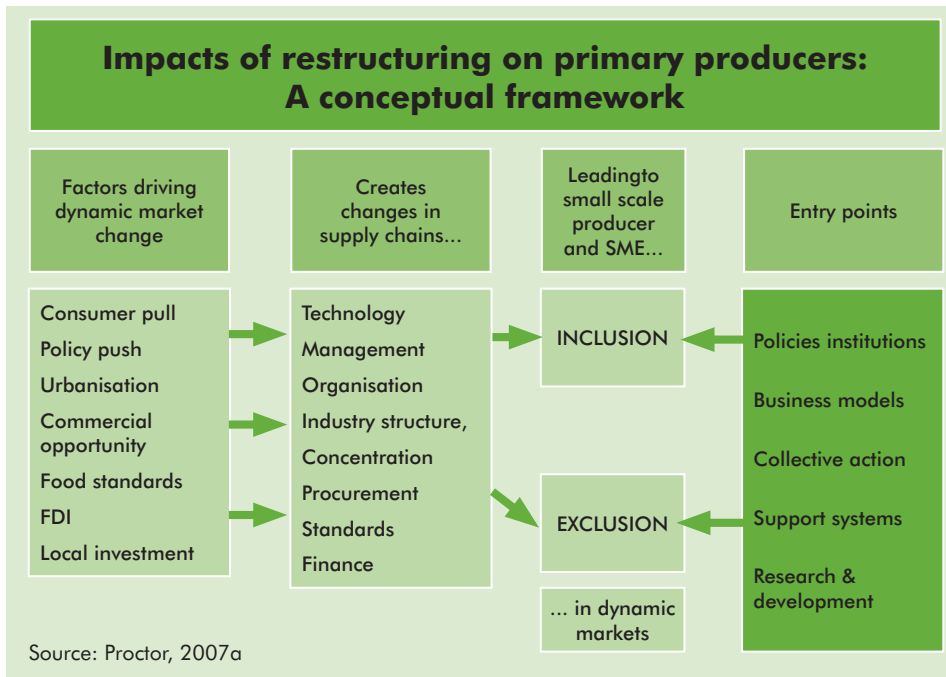 Impacts of restructuring on primary producers:
A conceptual framework
Factors driving
dynamic market
change
Creates
changes in
supply chains...
Leadingto
small scale
producer
and SME...
Entry points
Consumer pull
Policy push
Urbanisation
Commercial
opportunity
Food standards
FDI
Local investment
Technology
Management
Organisation
Industry structure,
Concentration
Procurement
Standards
Finance
INCLUSION
EXCLUSION
... in dynamic
markets
Policies institutions
Business models
Collective action
Support systems
Research &
development
Source: Proctor, 2007a